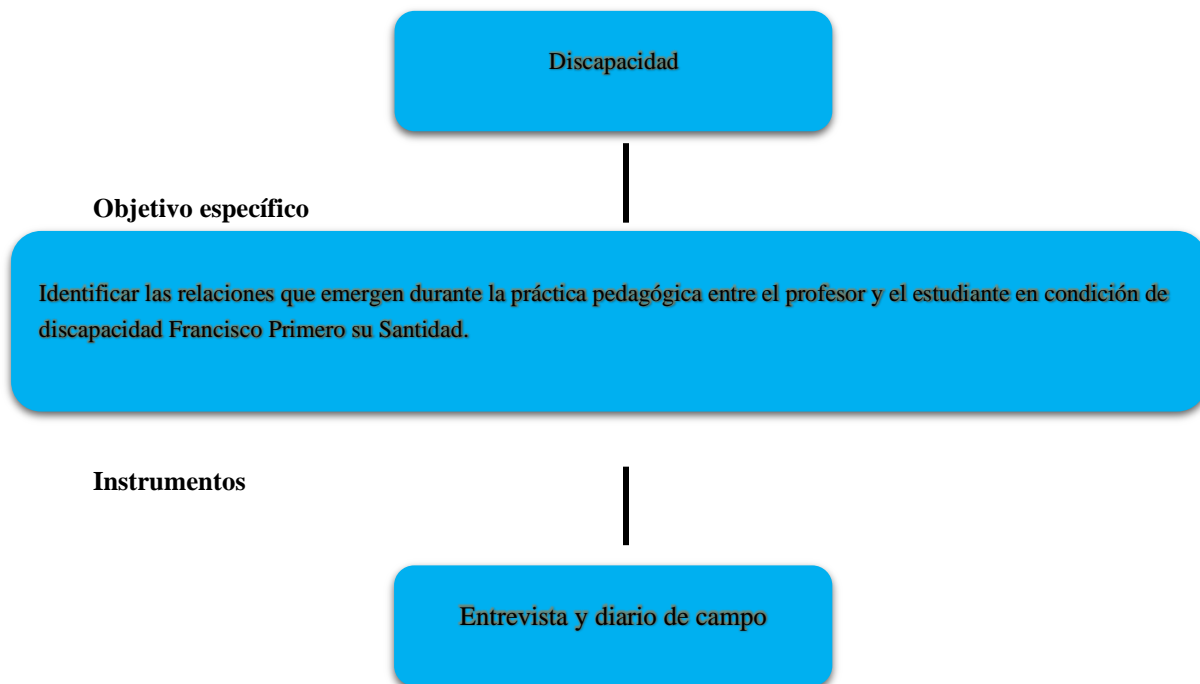 Discapacidad
Objetivo específico
Identificar las relaciones que emergen durante la práctica pedagógica entre el profesor y el estudiante en condición de
discapacidad Francisco Primero su Santidad.
Instrumentos
Entrevista y diario de campo